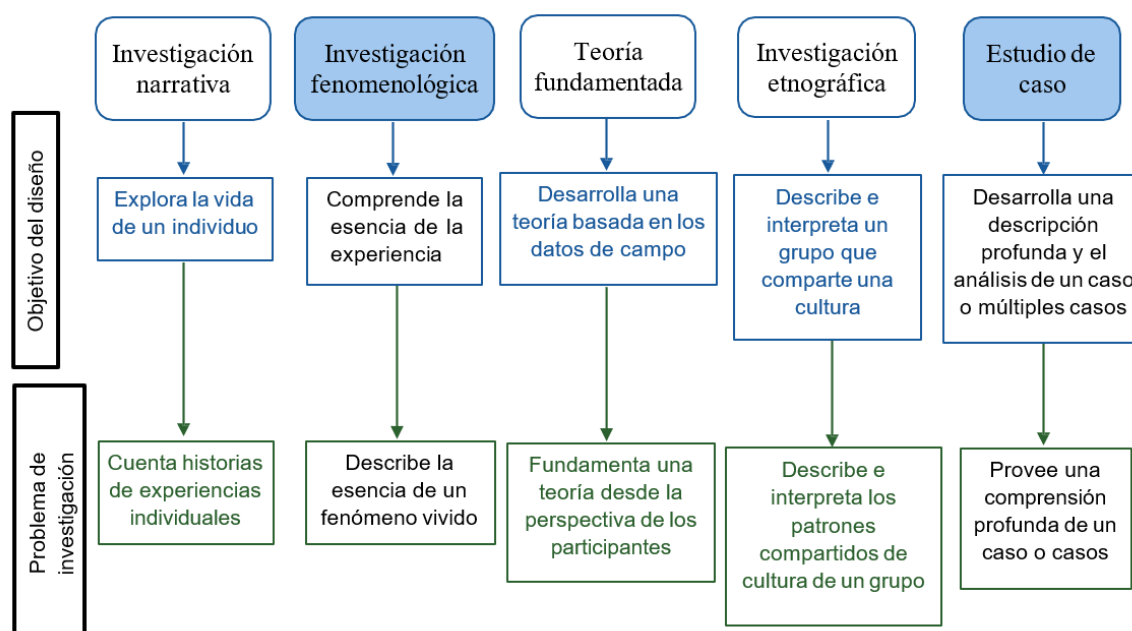 Investigación
narrativa
Investigación
fenomenológica
Teoría
fundamentada
Investigación
etnográfica
Estudio de
caso
Objetivo del diseño
Explora la vida
de un individuo
Comprende la
esencia de la
experiencia
Desarrolla una
teoría basada en los
datos de campo
Describe e
interpreta un
grupo que
comparte una
cultura
Desarrolla una
descripción
profunda y el
análisis de un caso
o múltiples casos
Problema de
investigación
Cuenta historias
de experiencias
individuales
Describe la
esencia de un
fenómeno vivido
Fundamenta una
teoría desde la
perspectiva de los
participantes
Describe e
interpreta los
patrones
compartidos de
cultura de un grupo
Provee una
comprensión
profunda de un
caso o casos